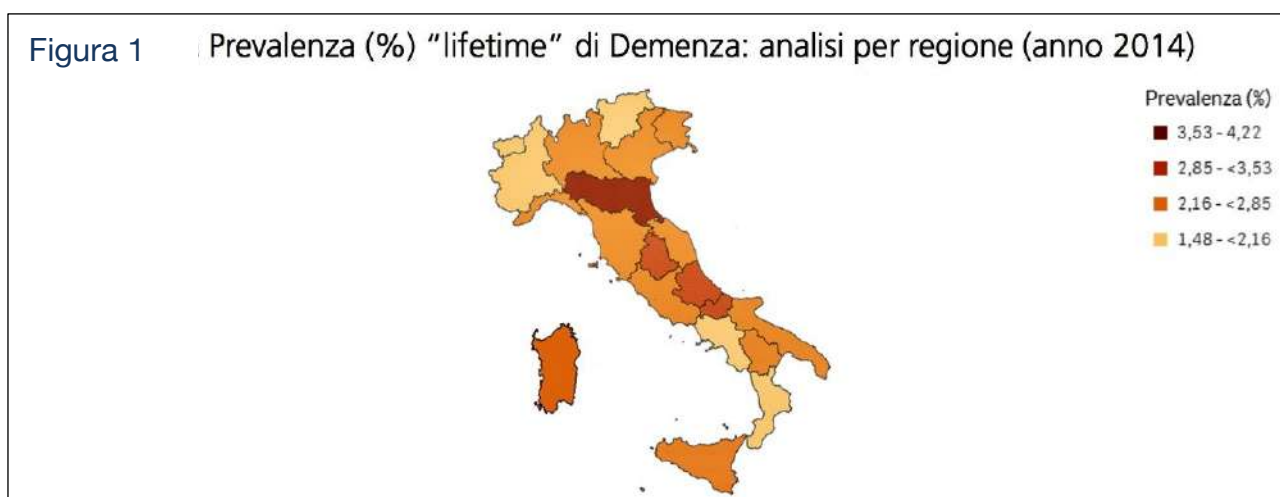 Figura 1 Prevalenza (%) “lifetime” di Demenza: analisi per regione (anno 2014)
Prevalenza (%)
3,53 - 4,22
2,85 - <3,53
2,16 - <2,85
1,48 - <2,16